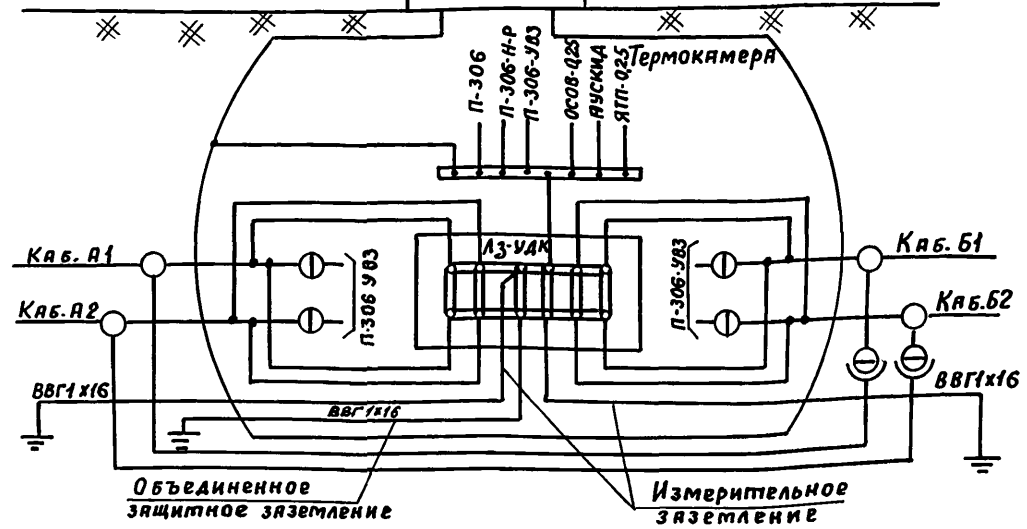 Термокамера
П-306
П-306-Н-Р
П-306-УВЗ
ОСОВ-0,25
АУСКИД
ЯТП-0,25
Каб. А1
Каб. А2
П-306 УВЗ
ЛЗ-УДК
П-306-УВЗ
Каб. Б1
Каб. Б2
ВВГ1х16
ВВГ1х16
ВВГ1х16
Объединенное
защитное заземление
Измерительное
заземление